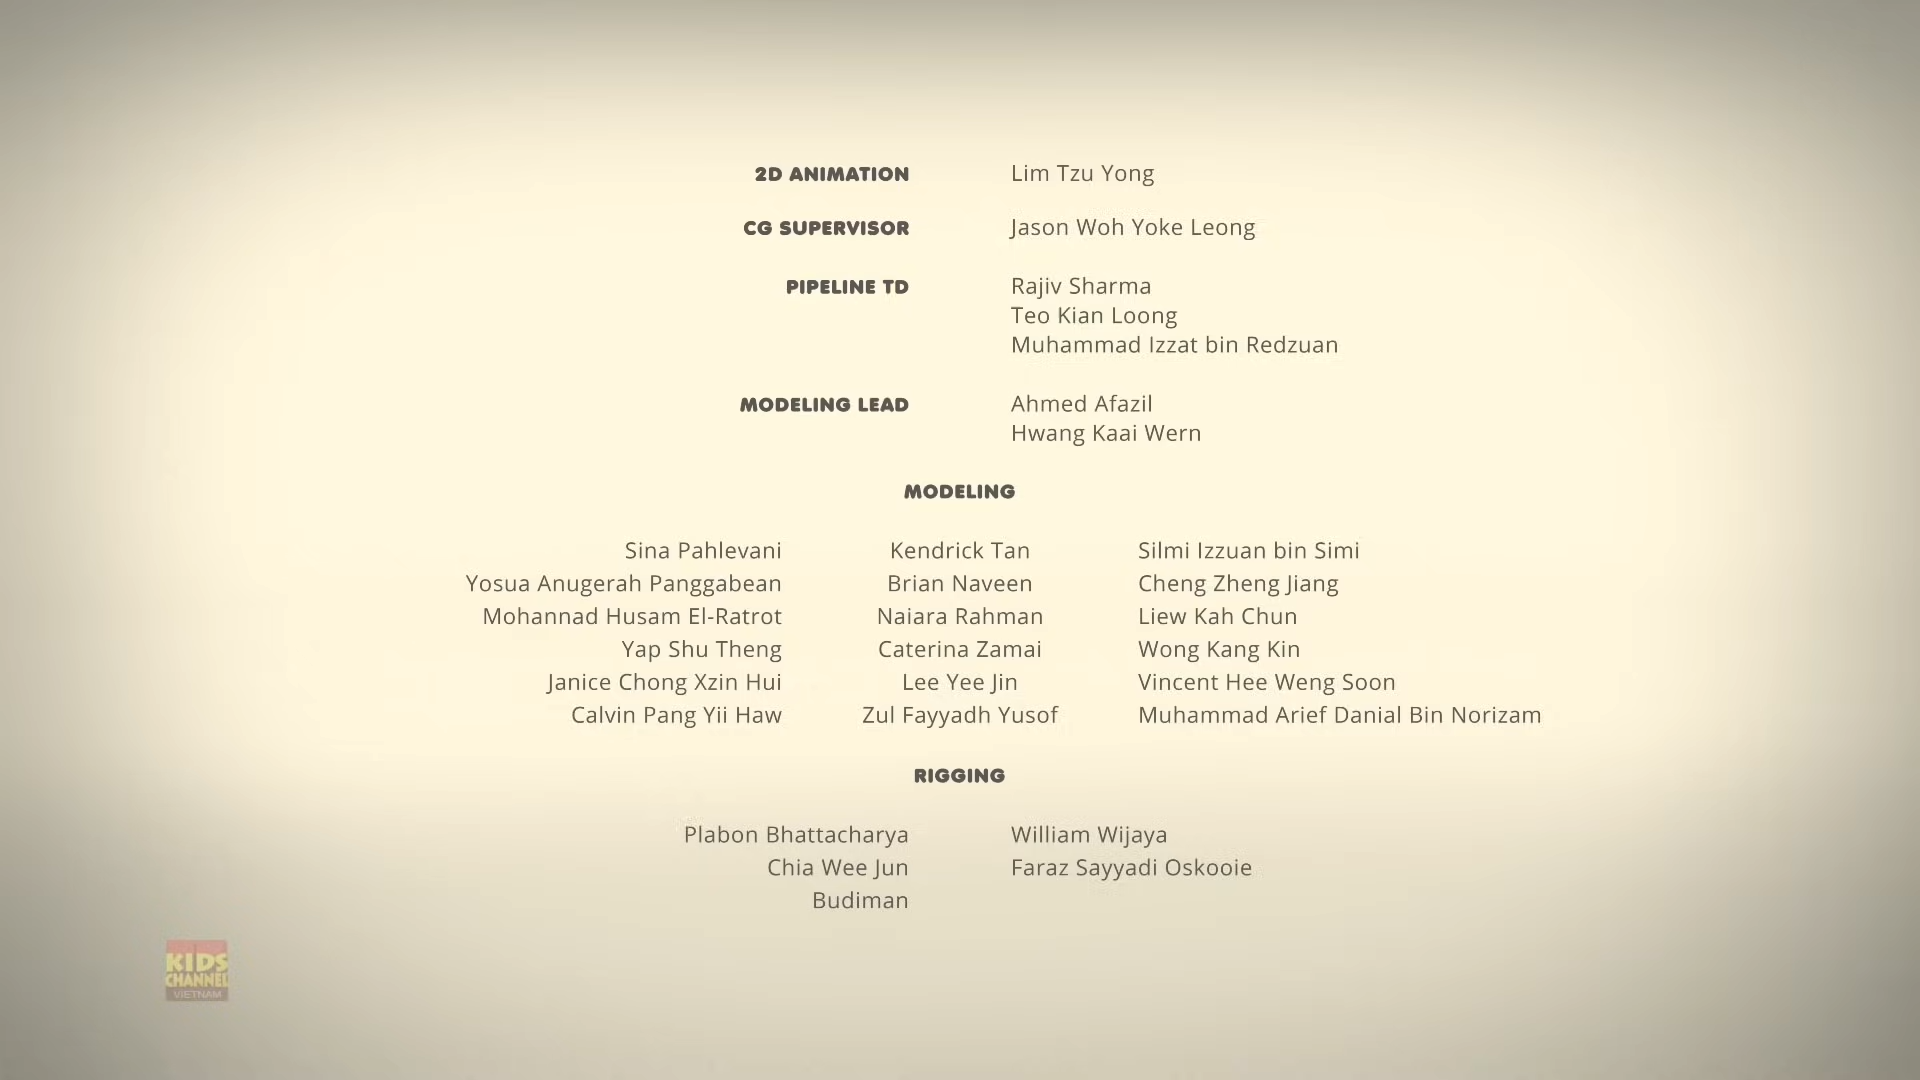 2D ANIMATION Lim Tzu Yong
CG SUPERVISOR Jason Woh Yoke Leong
PIPELINE TD Rajiv Sharma
Teo Kian Loong
Muhammad Izzat bin Redzuan
MODELING LEAD Ahmed Afazil
Hwang Kaai Wern
MODELING
Sina Pahlevani Kendrick Tan Silmi Izzuan bin Simi
Yosua Anugerah Panggabean Brian Naveen Cheng Zheng Jiang
Mohannad Husam El-Ratrot Naiara Rahman Liew Kah Chun
Yap Shu Theng Caterina Zamai Wong Kang Kin
Janice Chong Xzin Hui Lee Yee Jin Vincent Hee Weng Soon
Calvin Pang Yii Haw Zul Fayyadh Yusof Muhammad Arief Danial Bin Norizam
RIGGING
Plabon Bhattacharya William Wijaya
Chia Wee Jun Faraz Sayyadi Oskooie
Budiman
KIDS
CHANNEL
VIETNAM